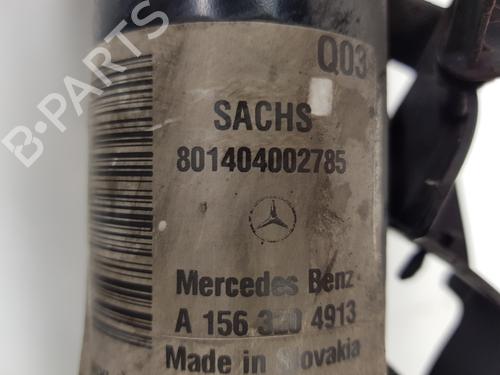 Q03
SACHS
801404002785
Mercedes Benz
A 156 320 4913
Made in Slovakia
B-PARTS